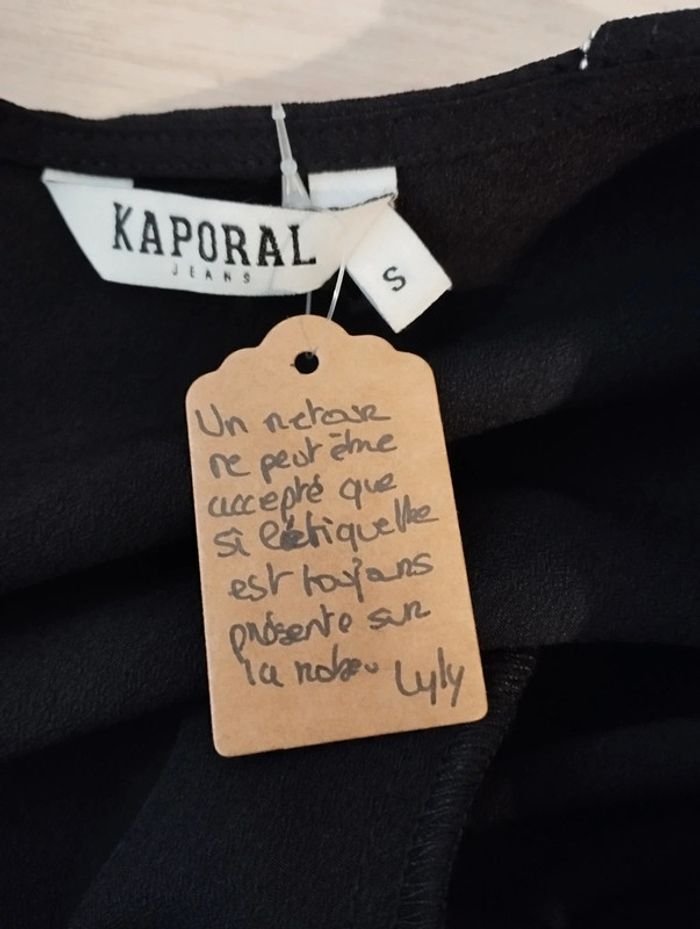 KAPORAL
JEANS
S
Un retour
ne peut être
accepté que
si l'étiquette
est toujours
présente sur
la robe.
Lyly